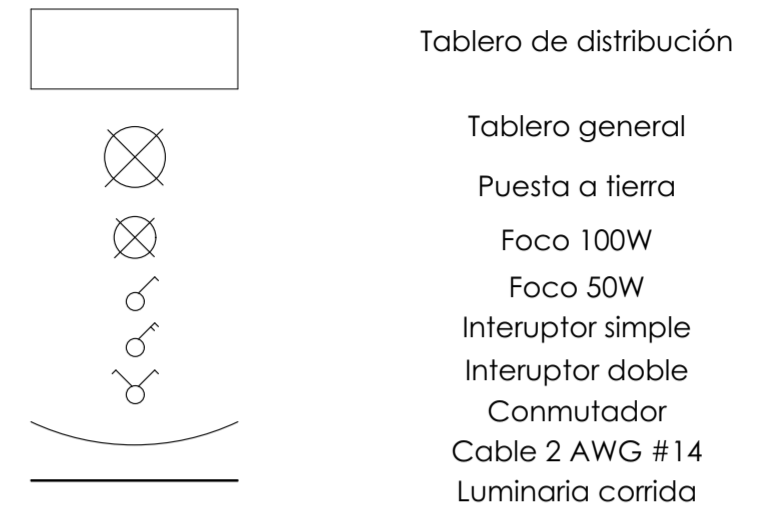 Tablero de distribución
Tablero general
Puesta a tierra
Foco 100W
Foco 50W
Interuptor simple
Interuptor doble
Conmutador
Cable 2 AWG #14
Luminaria corrida